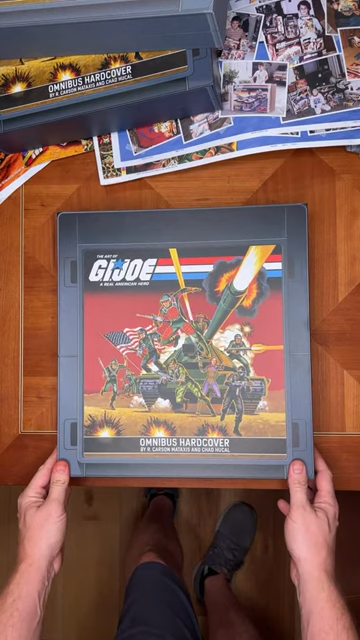 OMNIBUS HARDCOVER
BY R. CARSON MATAXIS AND CHAD HUCAL
THE ART OF
G.I. JOE
A REAL AMERICAN HERO
OMNIBUS HARDCOVER
BY R. CARSON MATAXIS AND CHAD HUCAL